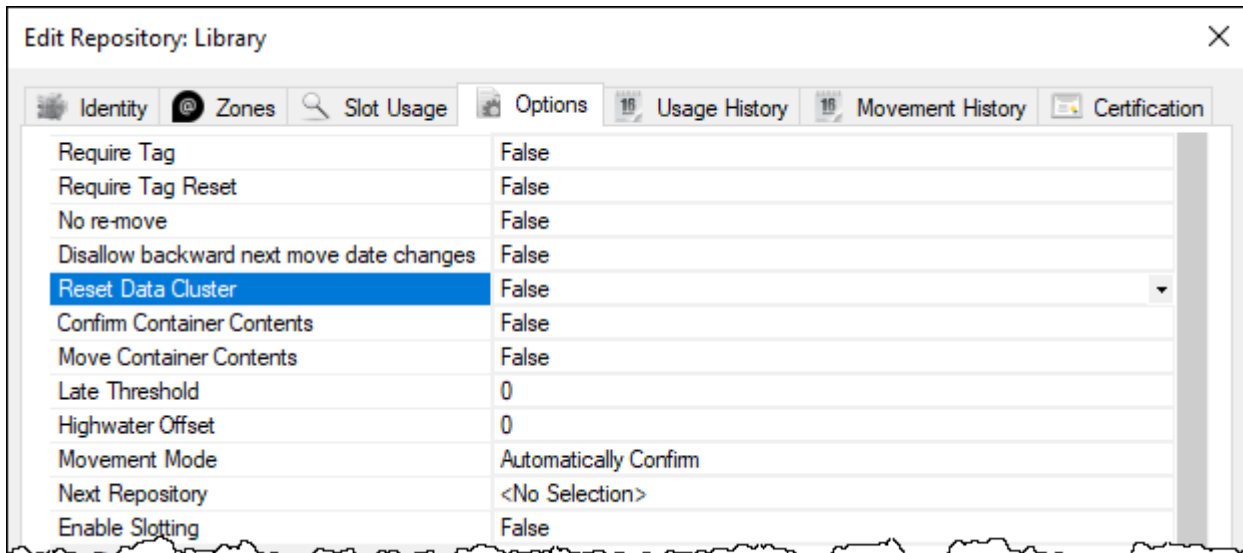 Edit Repository: Library
Identity Zones Slot Usage Options 16 Usage History 16 Movement History Certification
Require Tag False
Require Tag Reset False
No re-move False
Disallow backward next move date changes False
Reset Data Cluster False
Confirm Container Contents False
Move Container Contents False
Late Threshold 0
Highwater Offset 0
Movement Mode Automatically Confirm
Next Repository <No Selection>
Enable Slotting False